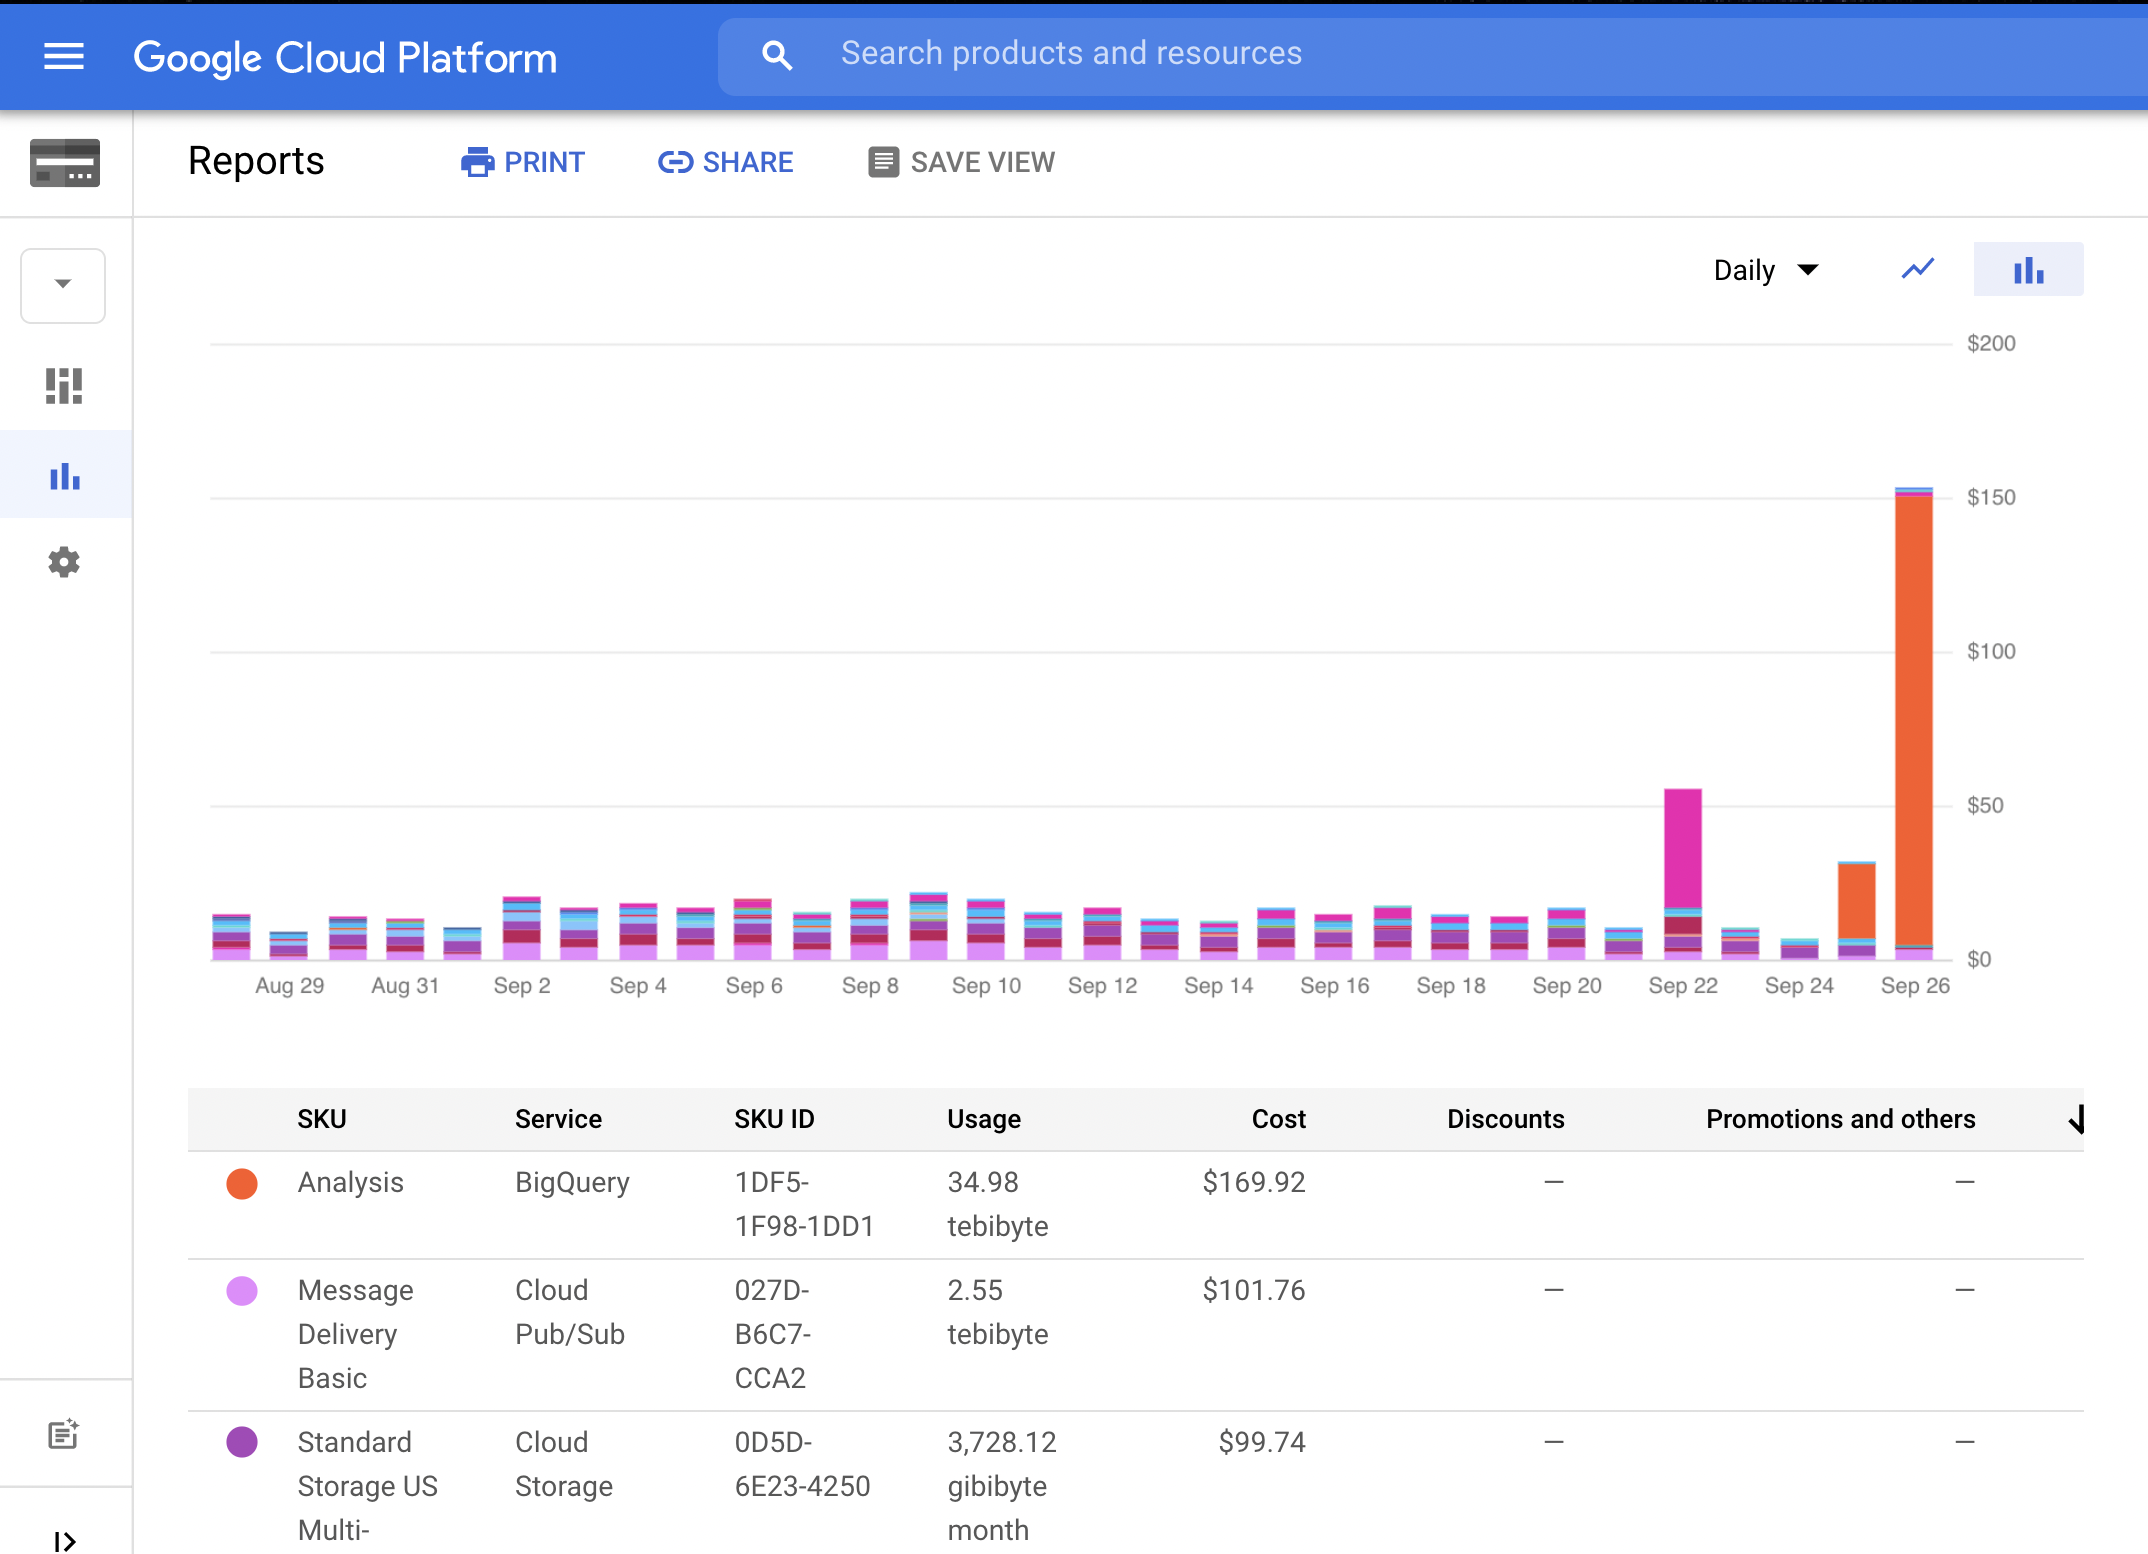 Google Cloud Platform
Search products and resources
Reports
PRINT
SHARE
SAVE VIEW
Daily
$200
$150
$100
$50
$0
Aug 29 Aug 31 Sep 2 Sep 4 Sep 6 Sep 8 Sep 10 Sep 12 Sep 14 Sep 16 Sep 18 Sep 20 Sep 22 Sep 24 Sep 26
SKU Service SKU ID Usage Cost Discounts Promotions and others
Analysis BigQuery 1DF5- 34.98 $169.92 — —
1F98-1DD1 tebibyte
Message Cloud 027D- 2.55 $101.76 — —
Delivery Pub/Sub B6C7- tebibyte
Basic CCA2
Standard Cloud 0D5D- 3,728.12 $99.74 — —
Storage US Storage 6E23-4250 gibibyte
Multi- month